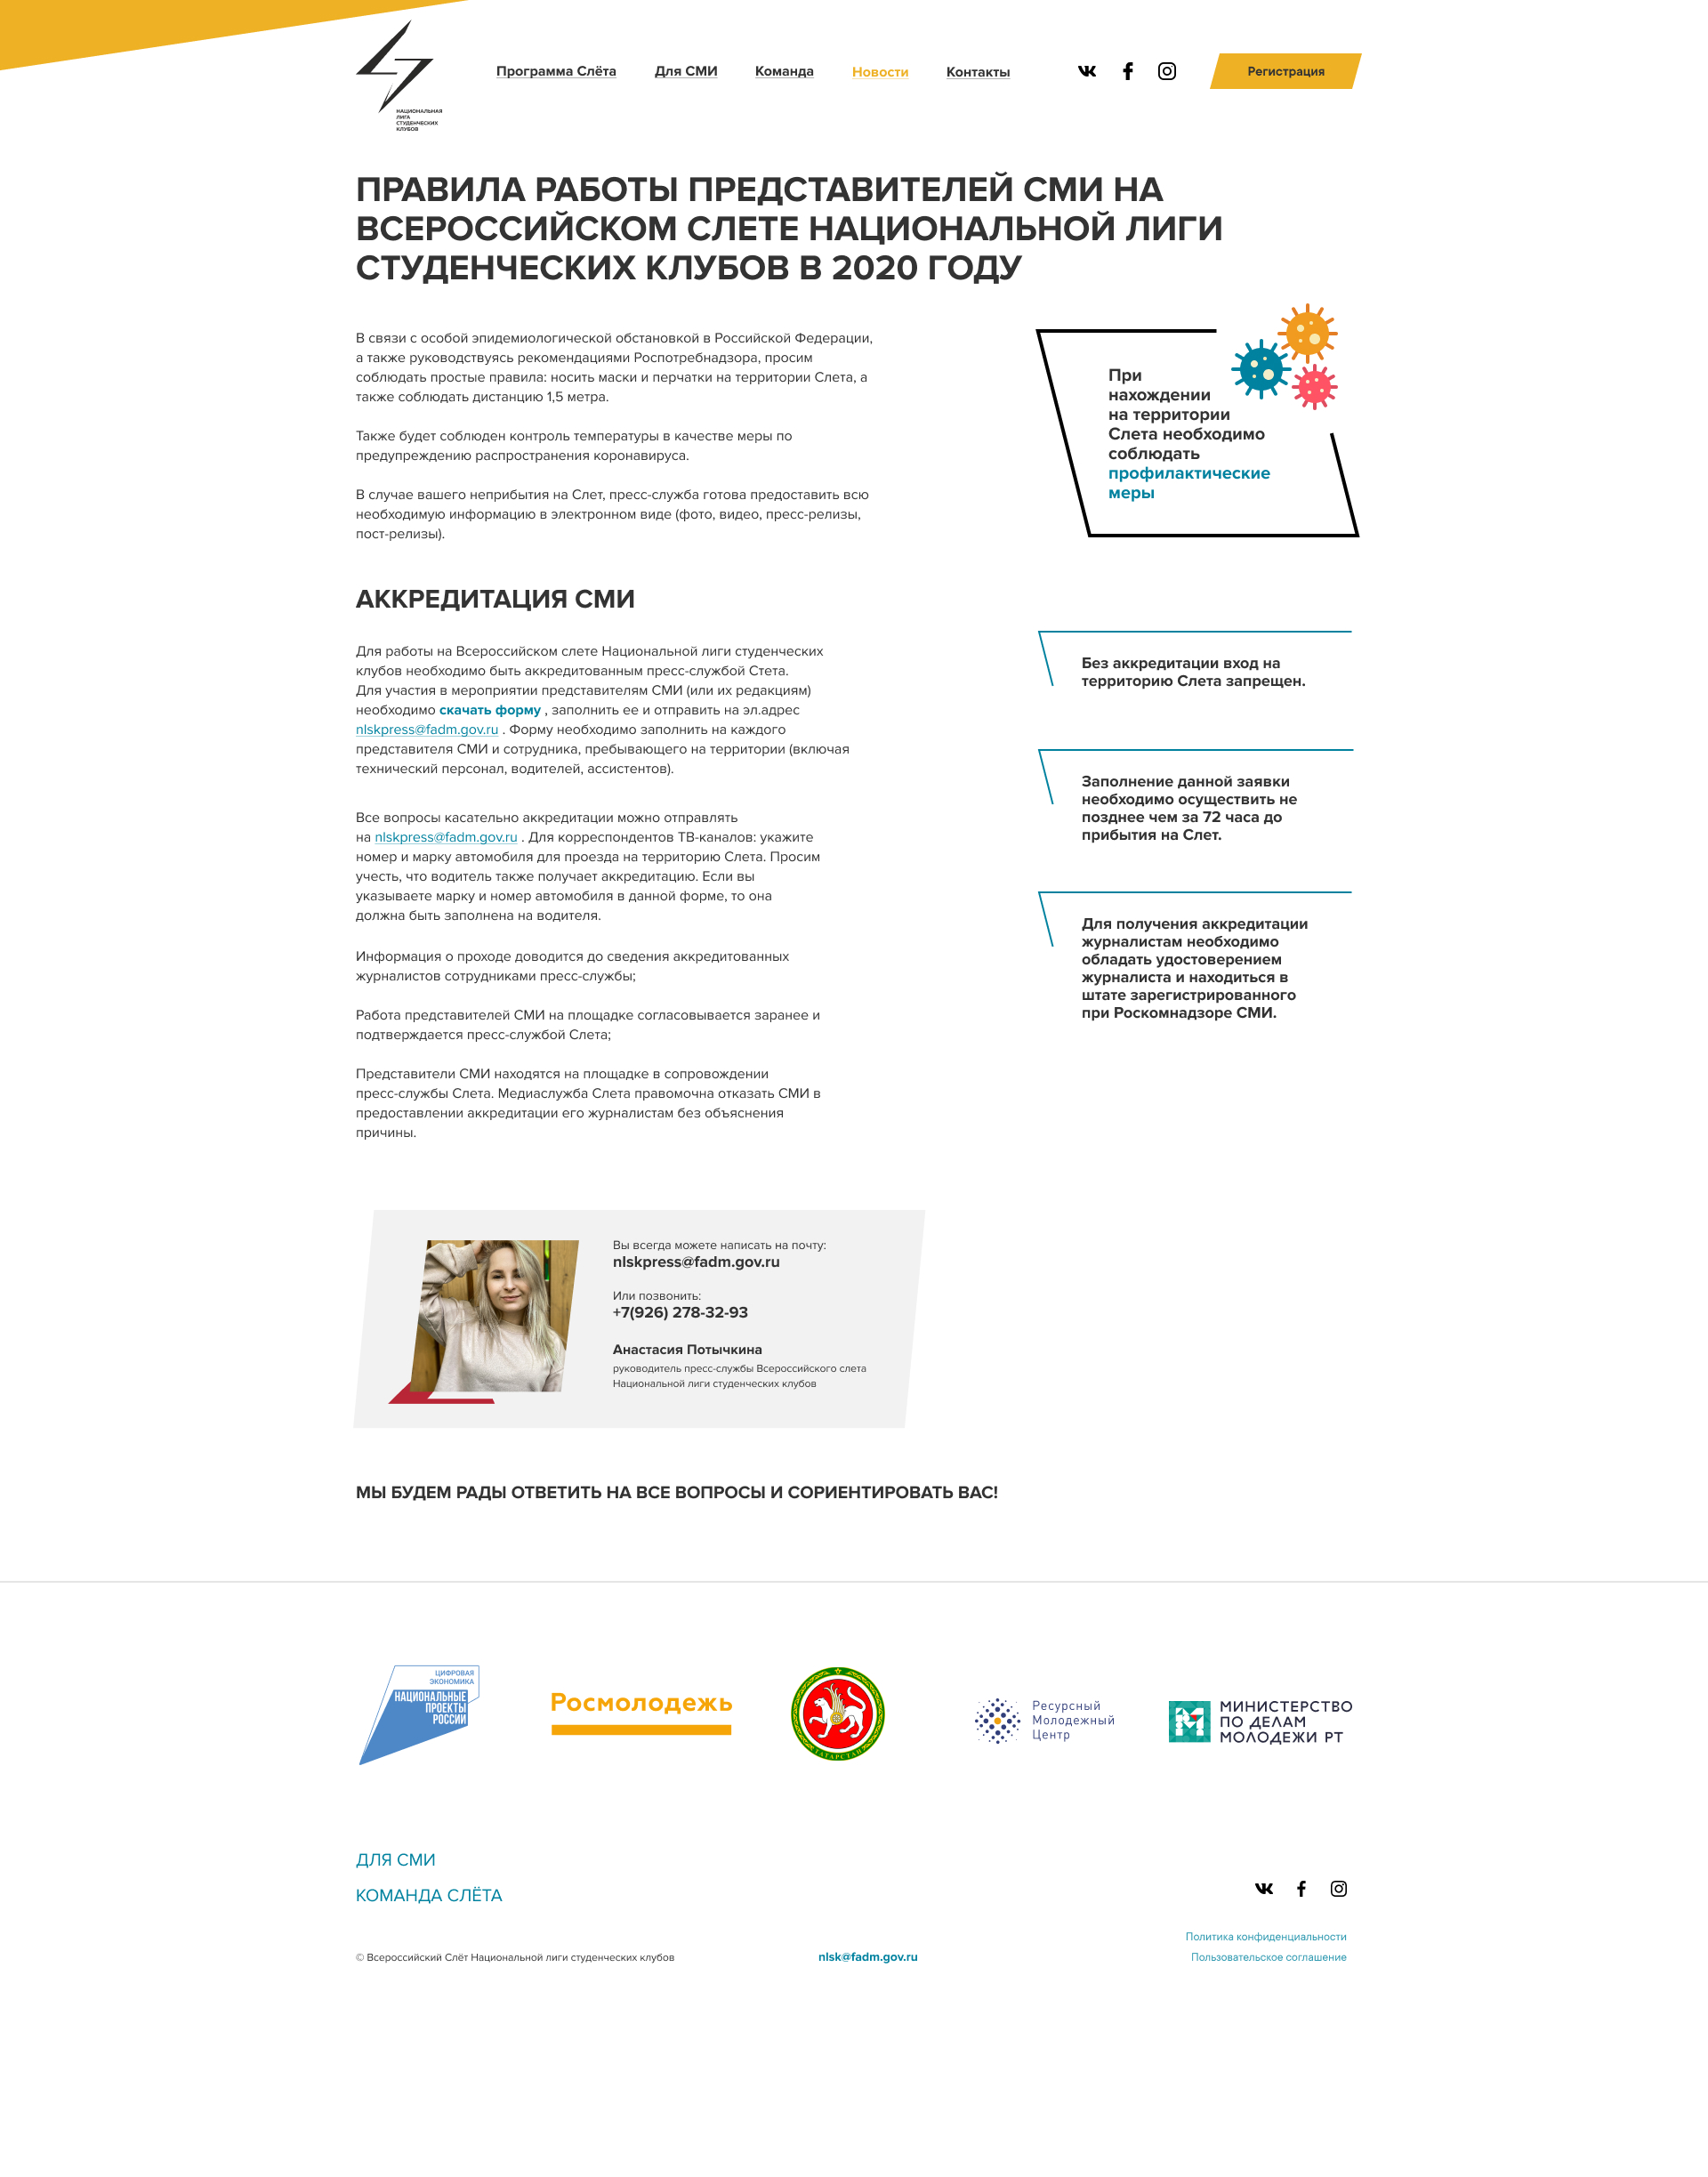 НАЦИОНАЛЬНАЯ
ЛИГА
СТУДЕНЧЕСКИХ
КЛУБОВ
Программа Слёта
Для СМИ
Команда
Новости
Контакты
Регистрация
ПРАВИЛА РАБОТЫ ПРЕДСТАВИТЕЛЕЙ СМИ НА
ВСЕРОССИЙСКОМ СЛЕТЕ НАЦИОНАЛЬНОЙ ЛИГИ
СТУДЕНЧЕСКИХ КЛУБОВ В 2020 ГОДУ
В связи с особой эпидемиологической обстановкой в Российской Федерации,
а также руководствуясь рекомендациями Роспотребнадзора, просим
соблюдать простые правила: носить маски и перчатки на территории Слета, а
также соблюдать дистанцию 1,5 метра.
Также будет соблюден контроль температуры в качестве меры по
предупреждению распространения коронавируса.
В случае вашего неприбытия на Слет, пресс-служба готова предоставить всю
необходимую информацию в электронном виде (фото, видео, пресс-релизы,
пост-релизы).
При
нахождении
на территории
Слета необходимо
соблюдать
профилактические
меры
АККРЕДИТАЦИЯ СМИ
Для работы на Всероссийском слете Национальной лиги студенческих
клубов необходимо быть аккредитованным пресс-службой Стета.
Для участия в мероприятии представителям СМИ (или их редакциям)
необходимо скачать форму , заполнить ее и отправить на эл.адрес
nlskpress@fadm.gov.ru . Форму необходимо заполнить на каждого
представителя СМИ и сотрудника, пребывающего на территории (включая
технический персонал, водителей, ассистентов).
Все вопросы касательно аккредитации можно отправлять
на nlskpress@fadm.gov.ru . Для корреспондентов ТВ-каналов: укажите
номер и марку автомобиля для проезда на территорию Слета. Просим
учесть, что водитель также получает аккредитацию. Если вы
указываете марку и номер автомобиля в данной форме, то она
должна быть заполнена на водителя.
Информация о проходе доводится до сведения аккредитованных
журналистов сотрудниками пресс-службы;
Работа представителей СМИ на площадке согласовывается заранее и
подтверждается пресс-службой Слета;
Представители СМИ находятся на площадке в сопровождении
пресс-службы Слета. Медиаслужба Слета правомочна отказать СМИ в
предоставлении аккредитации его журналистам без объяснения
причины.
Без аккредитации вход на
территорию Слета запрещен.
Заполнение данной заявки
необходимо осуществить не
позднее чем за 72 часа до
прибытия на Слет.
Для получения аккредитации
журналистам необходимо
обладать удостоверением
журналиста и находиться в
штате зарегистрированного
при Роскомнадзоре СМИ.
Вы всегда можете написать на почту:
nlskpress@fadm.gov.ru
Или позвонить:
+7(926) 278-32-93
Анастасия Потычкина
руководитель пресс-службы Всероссийского слета
Национальной лиги студенческих клубов
МЫ БУДЕМ РАДЫ ОТВЕТИТЬ НА ВСЕ ВОПРОСЫ И СОРИЕНТИРОВАТЬ ВАС!
ЦИФРОВАЯ
ЭКОНОМИКА
НАЦИОНАЛЬНЫЕ
ПРОЕКТЫ
РОССИИ
Росмолодежь
ТАТАРСТАН
Ресурсный
Молодежный
Центр
МИНИСТЕРСТВО
ПО ДЕЛАМ
МОЛОДЕЖИ РТ
ДЛЯ СМИ
КОМАНДА СЛЁТА
© Всероссийский Слёт Национальной лиги студенческих клубов
nlsk@fadm.gov.ru
Политика конфиденциальности
Пользовательское соглашение